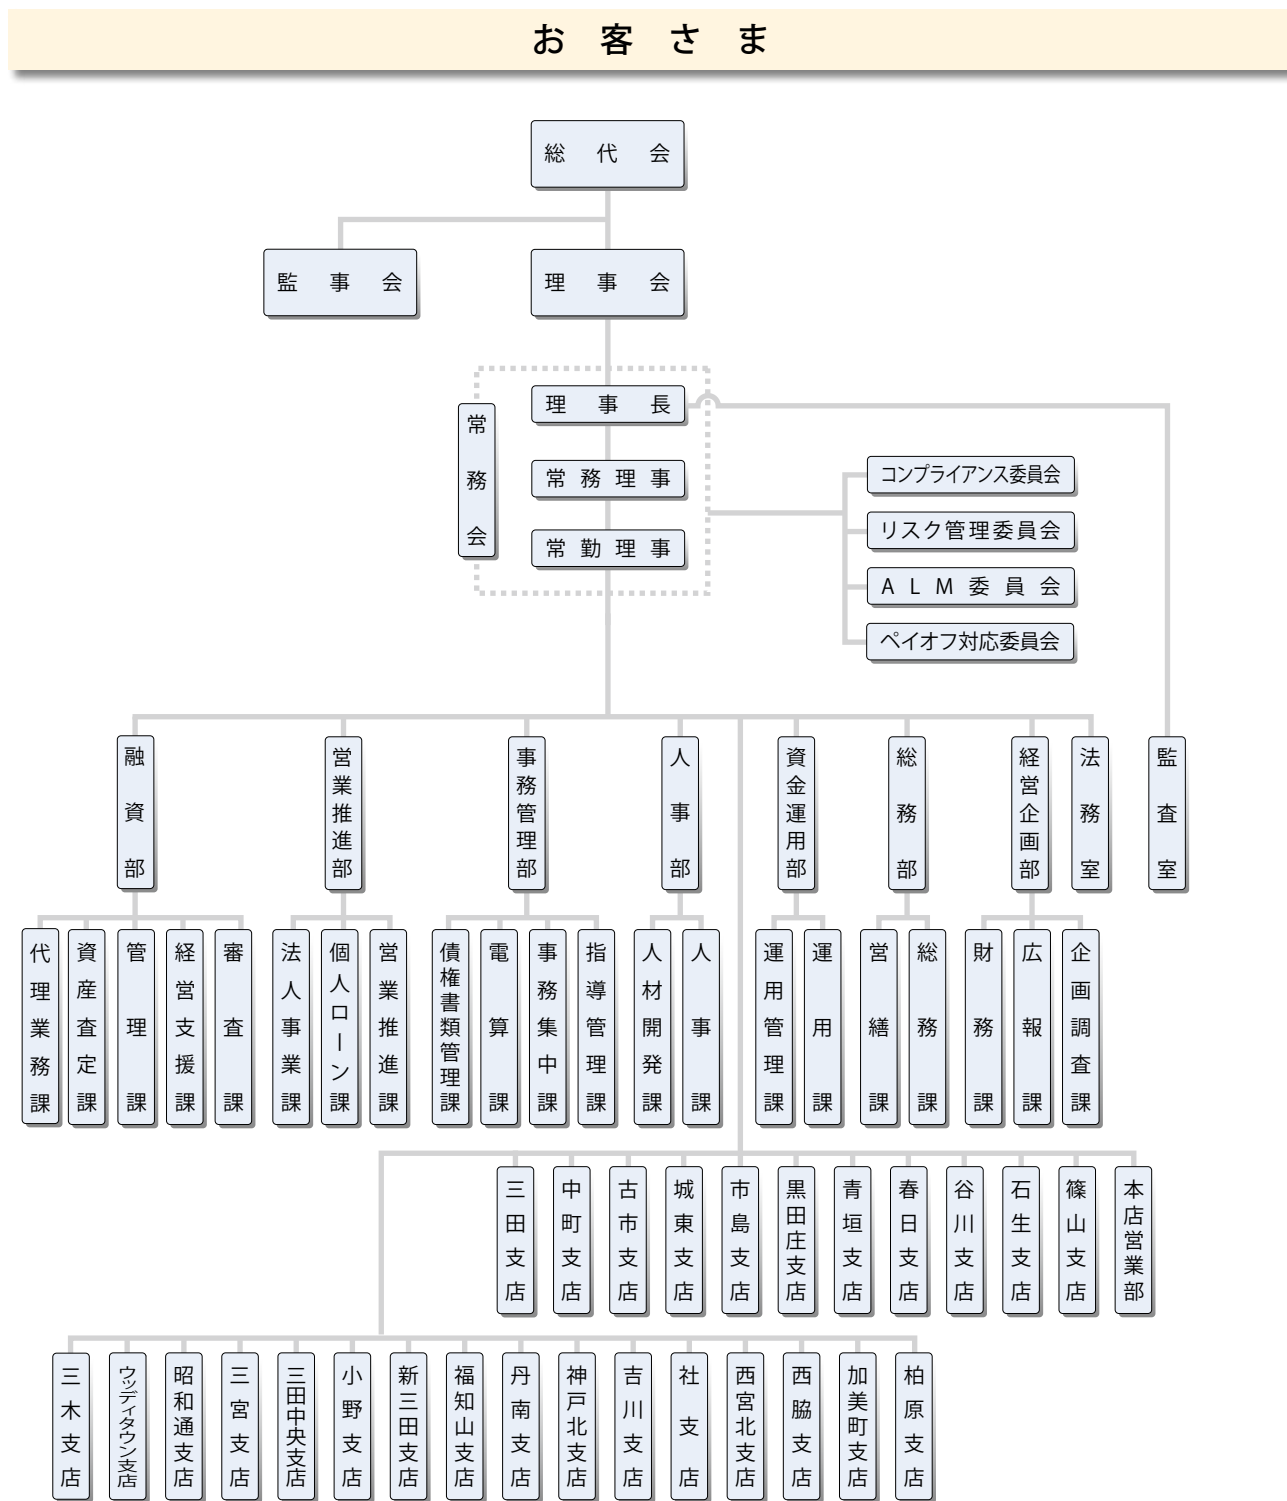 お客さま
総代会
監事会
理事会
理事長
常務会
常務理事
常勤理事
コンプライアンス委員会
リスク管理委員会
ALM委員会
ペイオフ対応委員会
融資部
営業推進部
事務管理部
人事部
資金運用部
総務部
経営企画部
法務室
監査室
代理業務課
資産査定課
管理課
経営支援課
審査課
法人事業課
個人ローン課
営業推進課
債権書類管理課
電算課
事務集中課
指導管理課
人材開発課
人事課
運用管理課
運用課
営繕課
総務課
財務課
広報課
企画調査課
三田支店
中町支店
古市支店
城東支店
市島支店
黒田庄支店
青垣支店
春日支店
谷川支店
石生支店
篠山支店
本店営業部
三木支店
ウッディタウン支店
昭和通支店
三宮支店
三田中央支店
小野支店
新三田支店
福知山支店
丹南支店
神戸北支店
吉川支店
社支店
西宮北支店
西脇支店
加美町支店
柏原支店